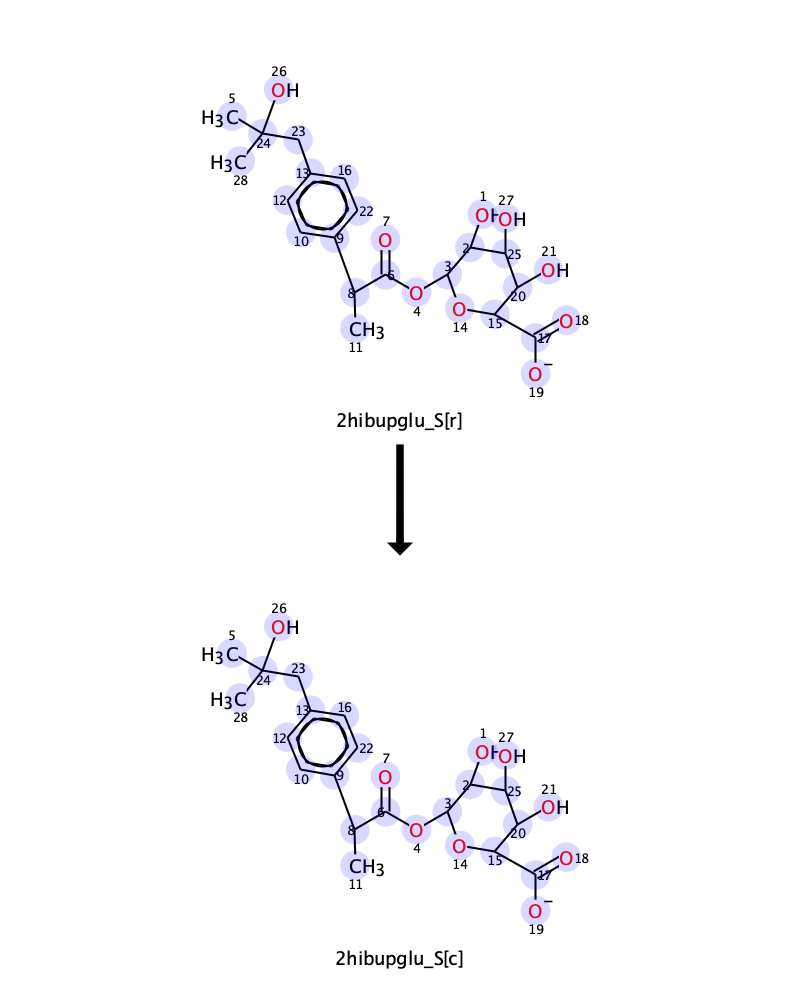 26
OH
5
H3C
24
23
H3C
28
13
16
12
22
10
9
7
O
1
OH
27
OH
2
25
21
OH
3
6
8
O
4
20
O
14
15
O
18
17
CH3
11
O−
19
2hibupglu_S[r]
26
OH
5
H3C
24
23
H3C
28
13
16
12
22
10
9
7
O
1
OH
27
OH
2
25
21
OH
3
6
8
O
4
20
O
14
15
O
18
17
CH3
11
O−
19
2hibupglu_S[c]